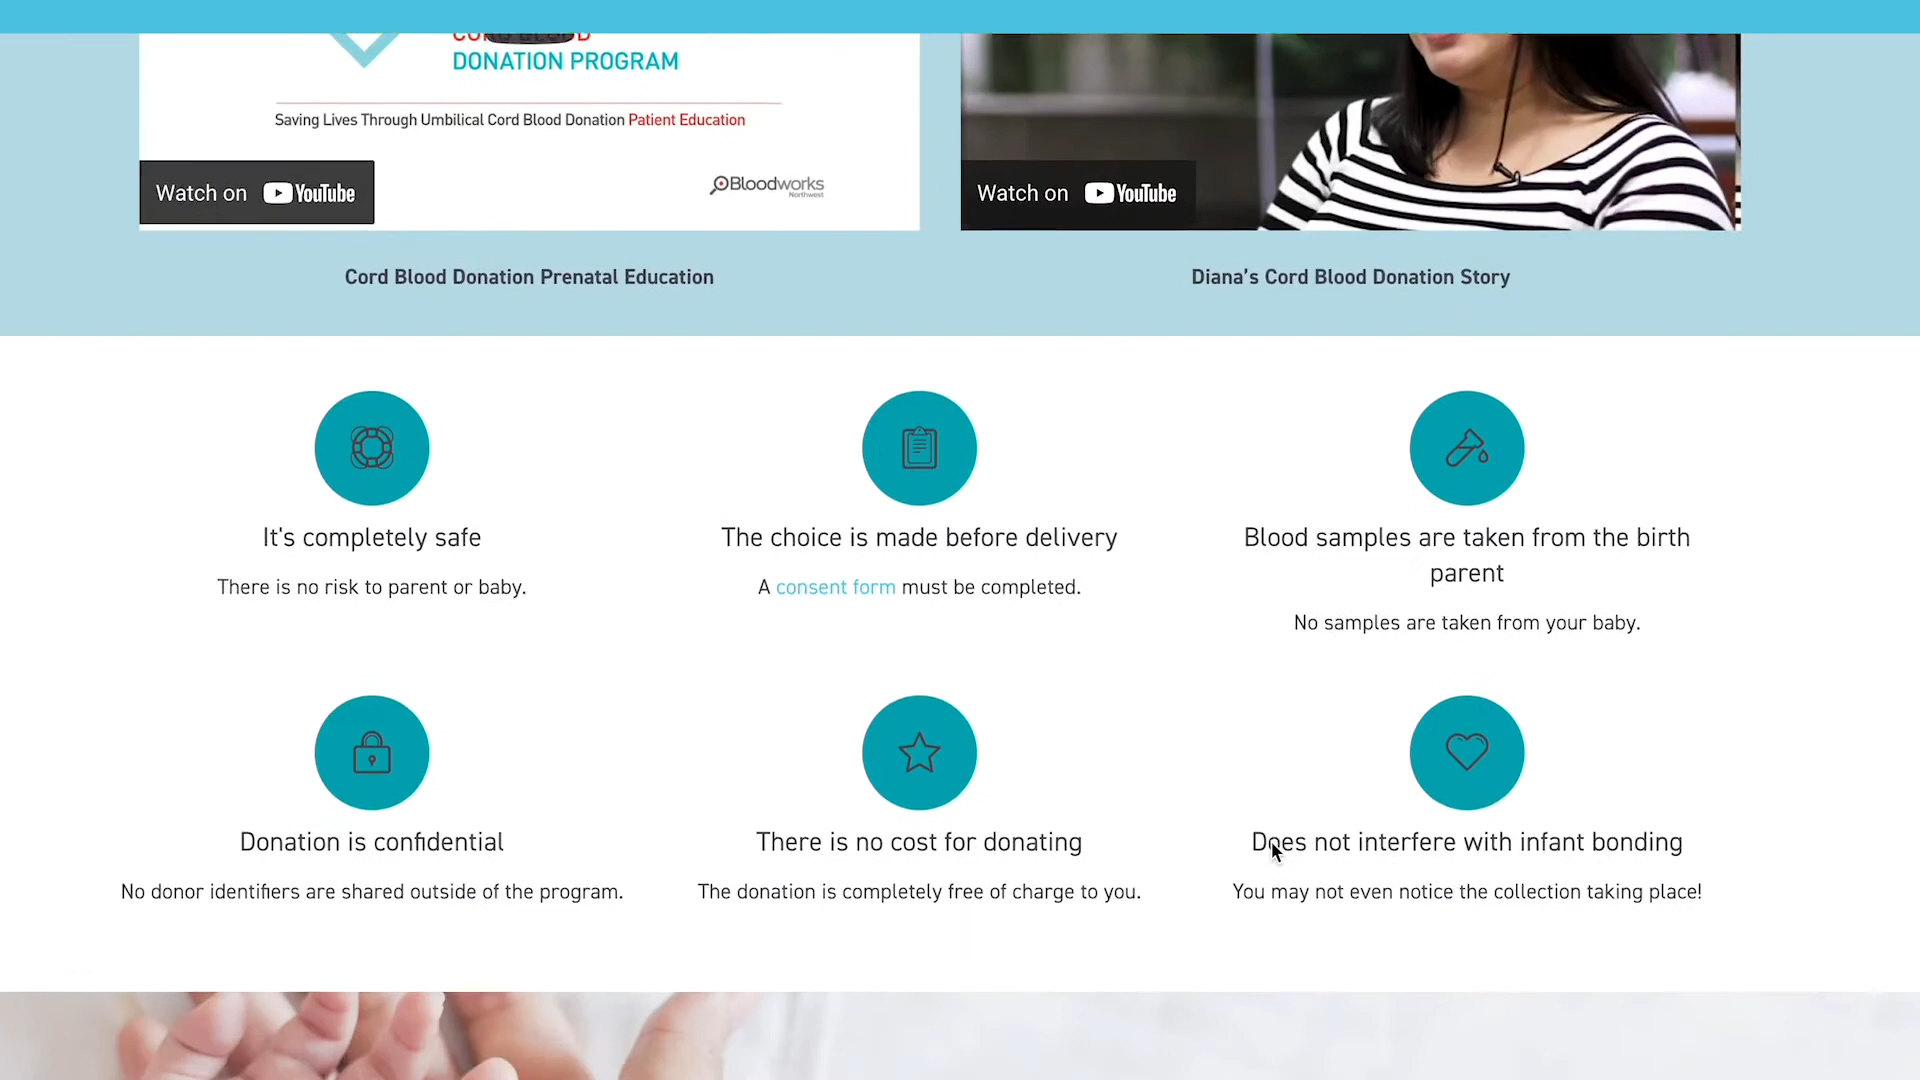 DONATION PROGRAM
Saving Lives Through Umbilical Cord Blood Donation Patient Education
Watch on YouTube
Bloodworks
Northwest
Watch on YouTube
Cord Blood Donation Prenatal Education
Diana’s Cord Blood Donation Story
It's completely safe
There is no risk to parent or baby.
The choice is made before delivery
A consent form must be completed.
Blood samples are taken from the birth
parent
No samples are taken from your baby.
Donation is confidential
No donor identifiers are shared outside of the program.
There is no cost for donating
The donation is completely free of charge to you.
Does not interfere with infant bonding
You may not even notice the collection taking place!